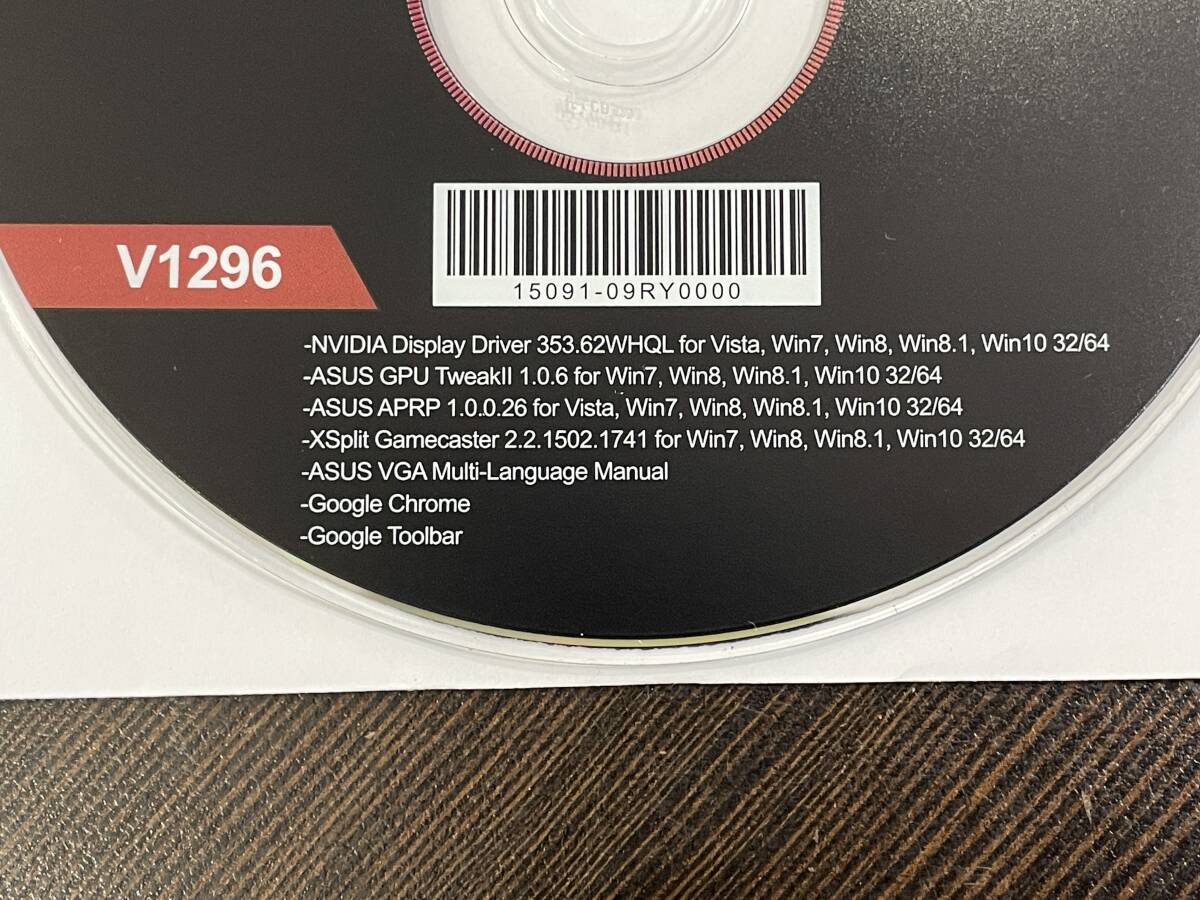 V1296
15091-09RY0000
-NVIDIA Display Driver 353.62WHQL for Vista, Win7, Win8, Win8.1, Win10 32/64
-ASUS GPU TweakII 1.0.6 for Win7, Win8, Win8.1, Win10 32/64
-ASUS APRP 1.0.0.26 for Vista, Win7, Win8, Win8.1, Win10 32/64
-XSplit Gamecaster 2.2.1502.1741 for Win7, Win8, Win8.1, Win10 32/64
-ASUS VGA Multi-Language Manual
-Google Chrome
-Google Toolbar